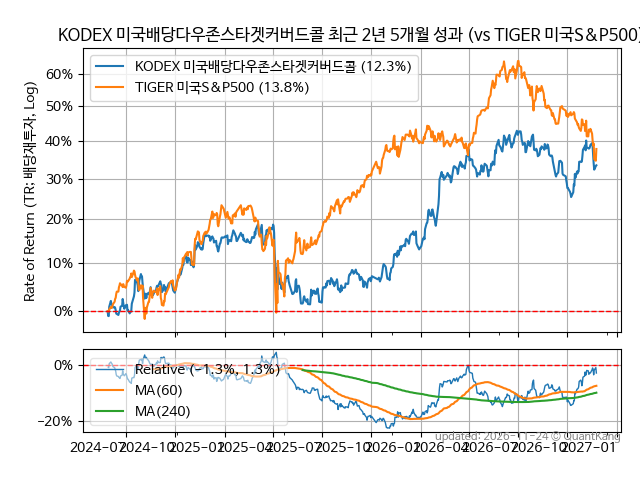 KODEX 미국배당다우존스타겟커버드콜 최근 2년 5개월 성과 (vs TIGER 미국S&P500)
KODEX 미국배당다우존스타겟커버드콜 (12.3%)
TIGER 미국S&P500 (13.8%)
Rate of Return (TR: 배당재투자, Log)
60%
50%
40%
30%
20%
10%
0%
Relative (−1.3%, 1.3%)
MA(60)
MA(240)
0%
−20%
2024−07
2024−10
2025−01
2025−04
2025−07
2025−10
2026−01
2026−04
2026−07
2026−10
2027−01
updated: 2026−11−24 © QuantKang